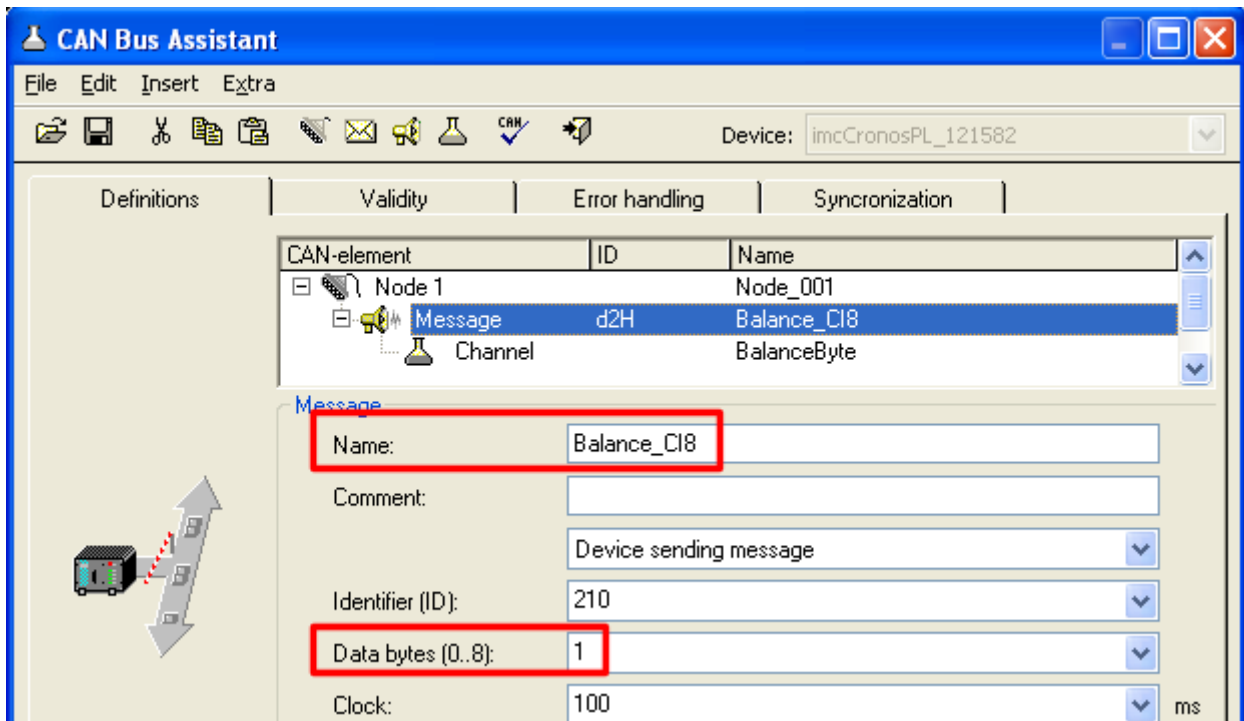 CAN Bus Assistant
File Edit Insert Extra
CAN Device: imcCronosPL_121582
Definitions Validity Error handling Syncronization
CAN-element ID Name
Node 1 Node_001
Message d2H Balance_CI8
Channel BalanceByte
Message
Name: Balance_CI8
Comment:
Device sending message
Identifier (ID): 210
Data bytes (0..8): 1
Clock: 100 ms